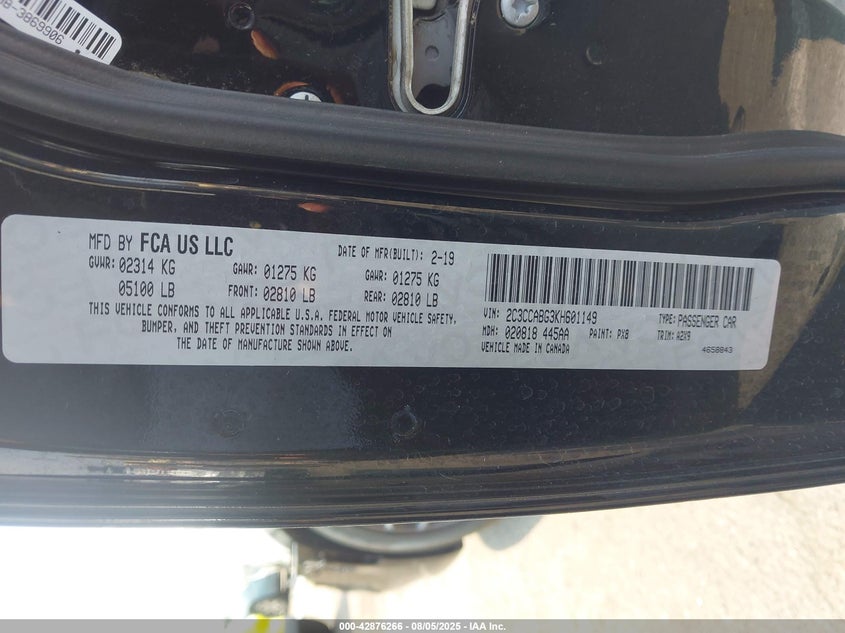 3869906
MFD BY FCA US LLC
DATE OF MFR(BUILT): 2-19
GVWR: 02314 KG GAWR: 01275 KG GAWR: 01275 KG
05100 LB FRONT: 02810 LB REAR: 02810 LB
THIS VEHICLE CONFORMS TO ALL APPLICABLE U.S.A. FEDERAL MOTOR VEHICLE SAFETY,
BUMPER, AND THEFT PREVENTION STANDARDS IN EFFECT ON
THE DATE OF MANUFACTURE SHOWN ABOVE.
VIN: 2C3CCABG3KH601149 TYPE: PASSENGER CAR
MDH: 020818 445AA PAINT: PX8 TRIM: A2X9
VEHICLE MADE IN CANADA 4658843
000-42876266 - 08/05/2025 - IAA Inc.